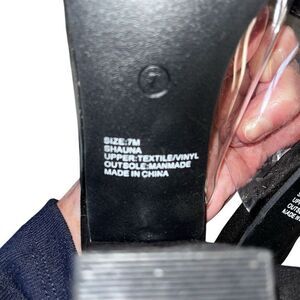 SIZE:7M
SHAUNA
UPPER:TEXTILE/VINYL
OUTSOLE:MANMADE
MADE IN CHINA